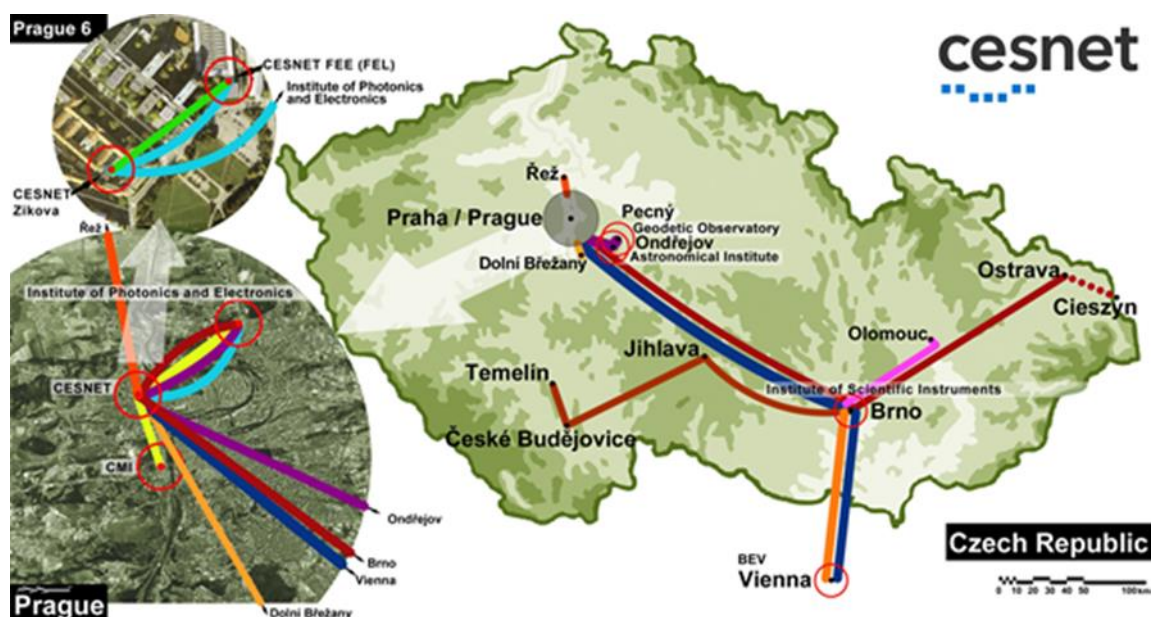 Prague 6
CESNET FEE (FEL)
Institute of Photonics
and Electronics
CESNET
Zikova
Řež
Institute of Photonics and Electronics
CESNET
CMI
Ondřejov
Brno
Vienna
Dolní Břežany
Prague
cesnet
Řež
Praha / Prague
Pecný
Geodetic Observatory
Ondřejov
Astronomical Institute
Dolní Břežany
Ostrava
Cieszyn
Olomouc
Jihlava
Temelín
Institute of Scientific Instruments
Brno
České Budějovice
BEV
Vienna
Czech Republic
0 10 20 30 40 50 100km